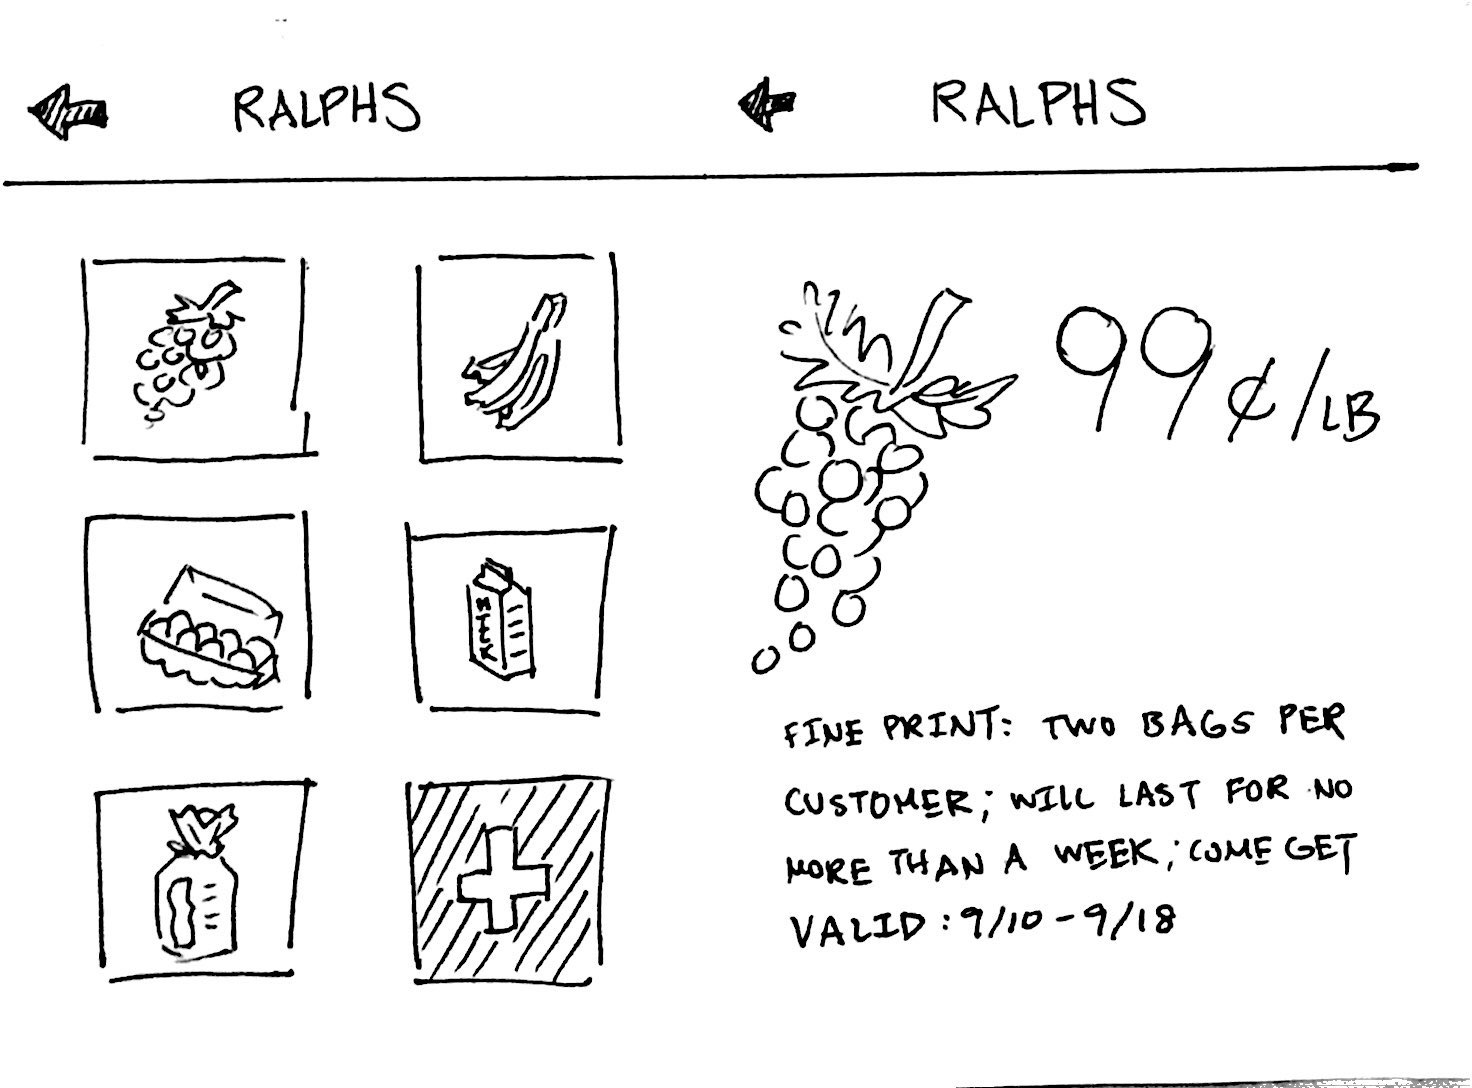 RALPHS
MILK
RALPHS
99¢/LB
FINE PRINT: TWO BAGS PER
CUSTOMER; WILL LAST FOR NO
MORE THAN A WEEK; COME GET
VALID: 9/10-9/18